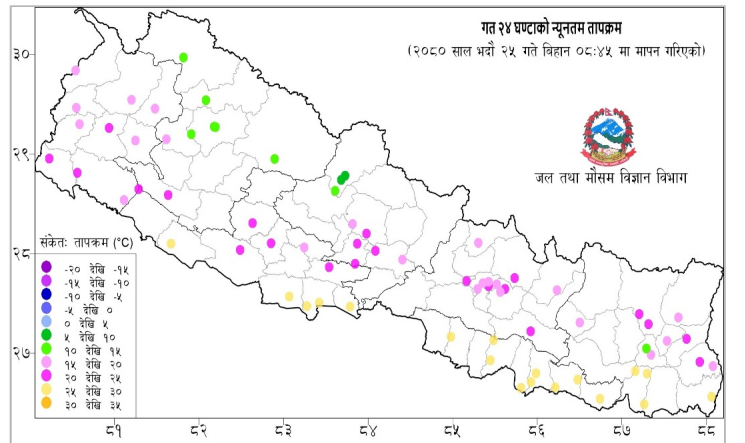 गत २४ घण्टाको न्यूनतम तापक्रम
(२०८० साल भदौ २५ गते बिहान ०८:४५ मा मापन गरिएको)
जल तथा मौसम विज्ञान विभाग
३०
२९
२८
२७
संकेत: तापक्रम (°C)
-२० देखि -१५
-१५ देखि -१०
-१० देखि -५
-५ देखि ०
० देखि ५
५ देखि १०
१० देखि १५
१५ देखि २०
२० देखि २५
२५ देखि ३०
३० देखि ३५
८१ ८२ ८३ ८४ ८५ ८६ ८७ ८८